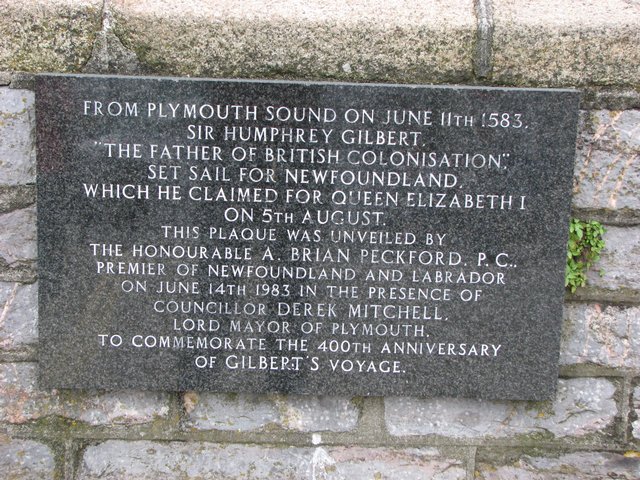 FROM PLYMOUTH SOUND ON JUNE 11TH 1583,
SIR HUMPHREY GILBERT,
"THE FATHER OF BRITISH COLONISATION",
SET SAIL FOR NEWFOUNDLAND,
WHICH HE CLAIMED FOR QUEEN ELIZABETH I
ON 5TH AUGUST.
THIS PLAQUE WAS UNVEILED BY
THE HONOURABLE A. BRIAN PECKFORD, P.C.,
PREMIER OF NEWFOUNDLAND AND LABRADOR
ON JUNE 14TH 1983 IN THE PRESENCE OF
COUNCILLOR DEREK MITCHELL,
LORD MAYOR OF PLYMOUTH,
TO COMMEMORATE THE 400TH ANNIVERSARY
OF GILBERT'S VOYAGE.